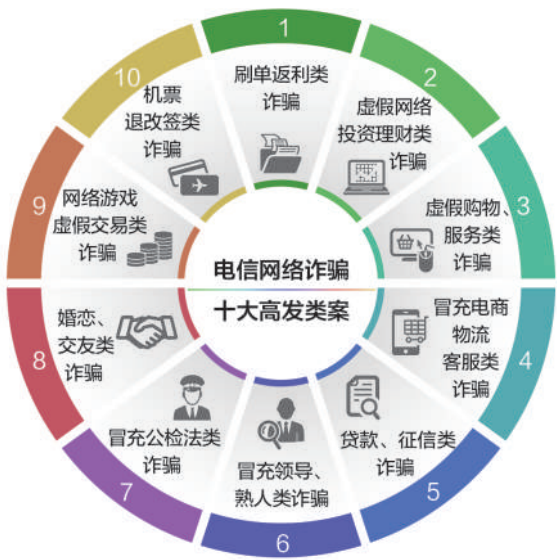 电信网络诈骗
十大高发类案
1
刷单返利类
诈骗
2
虚假网络
投资理财类
诈骗
3
虚假购物、
服务类
诈骗
4
冒充电商
物流
客服类
诈骗
5
贷款、征信类
诈骗
6
冒充领导、
熟人类诈骗
7
冒充公检法类
诈骗
8
婚恋、
交友类
诈骗
9
网络游戏
虚假交易类
诈骗
10
机票
退改签类
诈骗